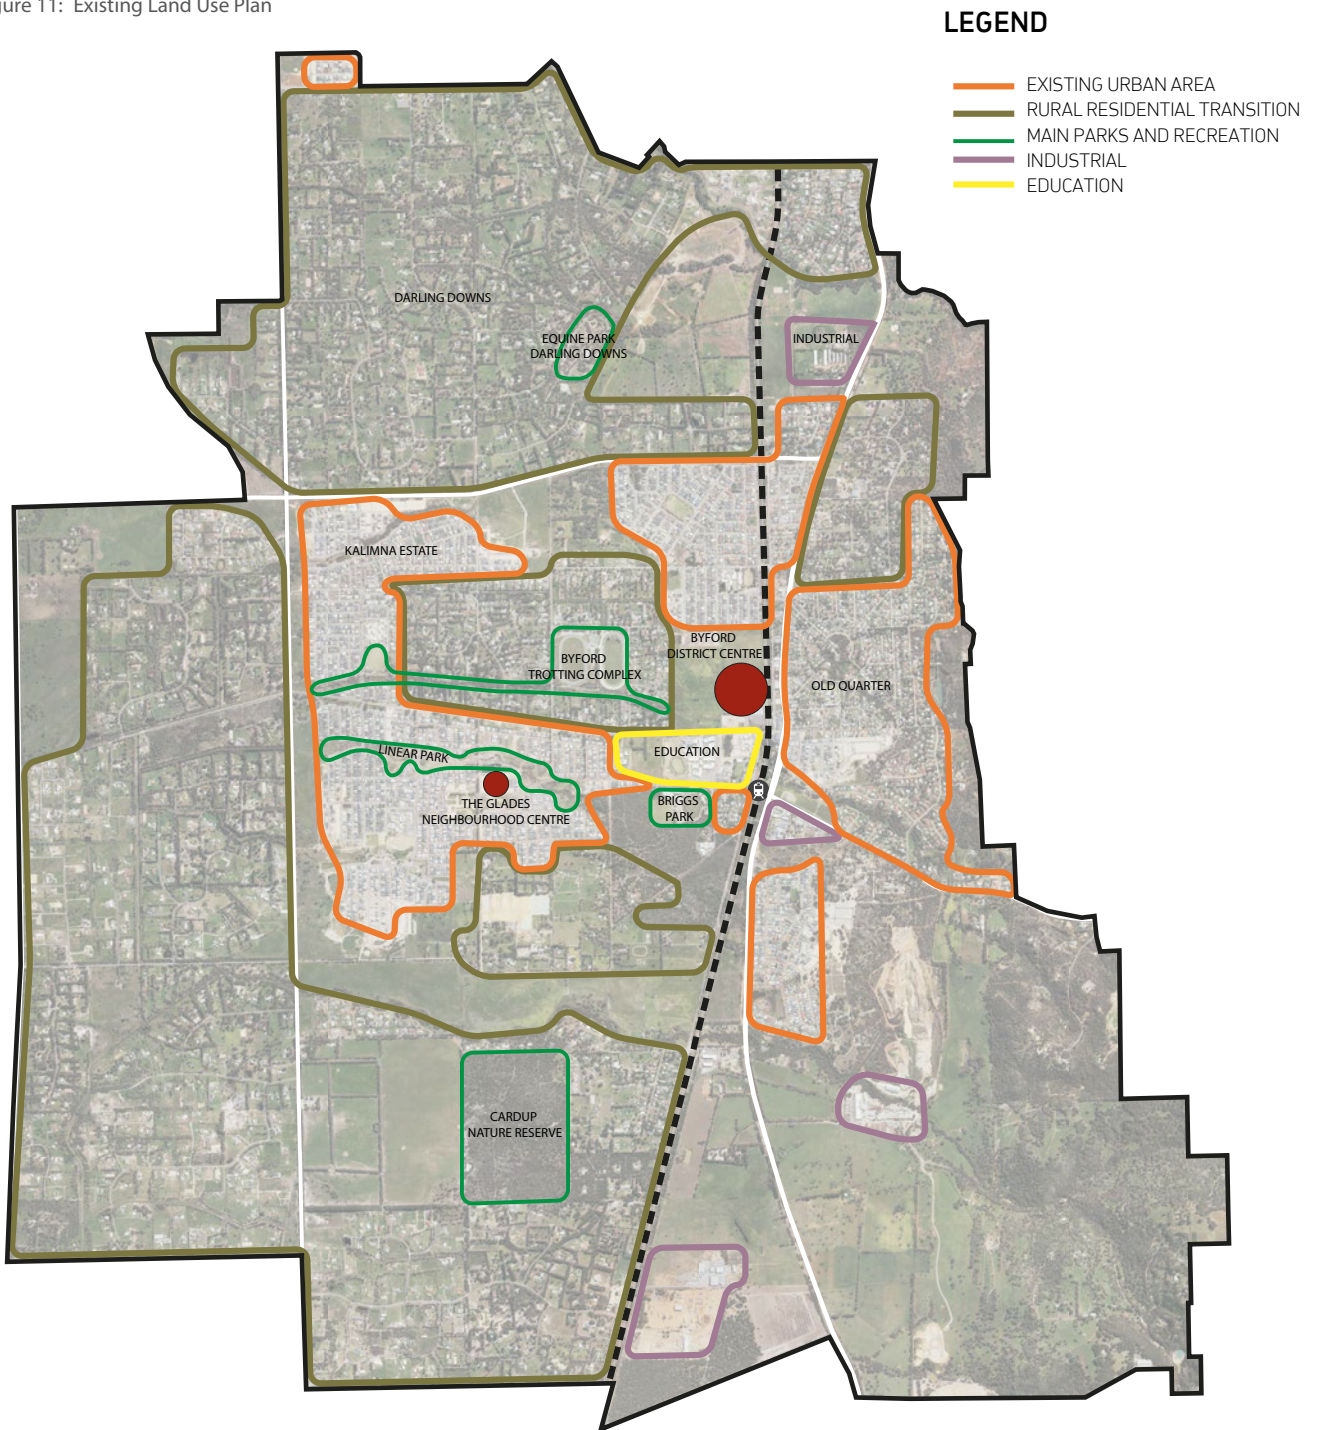 ure 11: Existing Land Use Plan
LEGEND
EXISTING URBAN AREA
RURAL RESIDENTIAL TRANSITION
MAIN PARKS AND RECREATION
INDUSTRIAL
EDUCATION
DARLING DOWNS
EQUINE PARK
DARLING DOWNS
INDUSTRIAL
KALIMNA ESTATE
BYFORD
DISTRICT CENTRE
BYFORD
TROTTING COMPLEX
OLD QUARTER
LINEAR PARK
EDUCATION
THE GLADES
NEIGHBOURHOOD CENTRE
BRIGGS
PARK
CARDUP
NATURE RESERVE